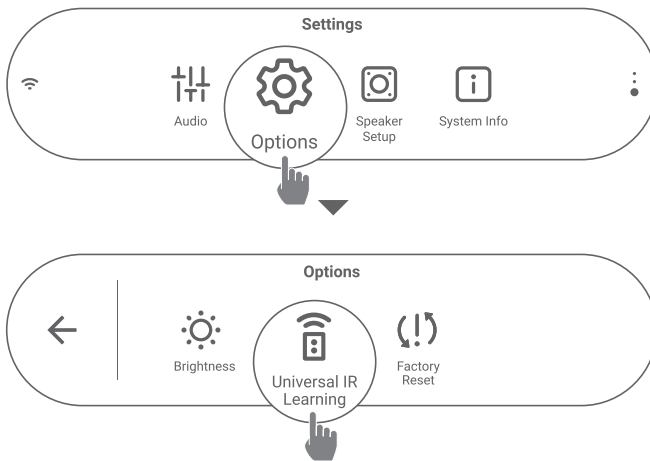 Settings
Audio
Options
Speaker
Setup
System Info
Options
Brightness
Universal IR
Learning
Factory
Reset